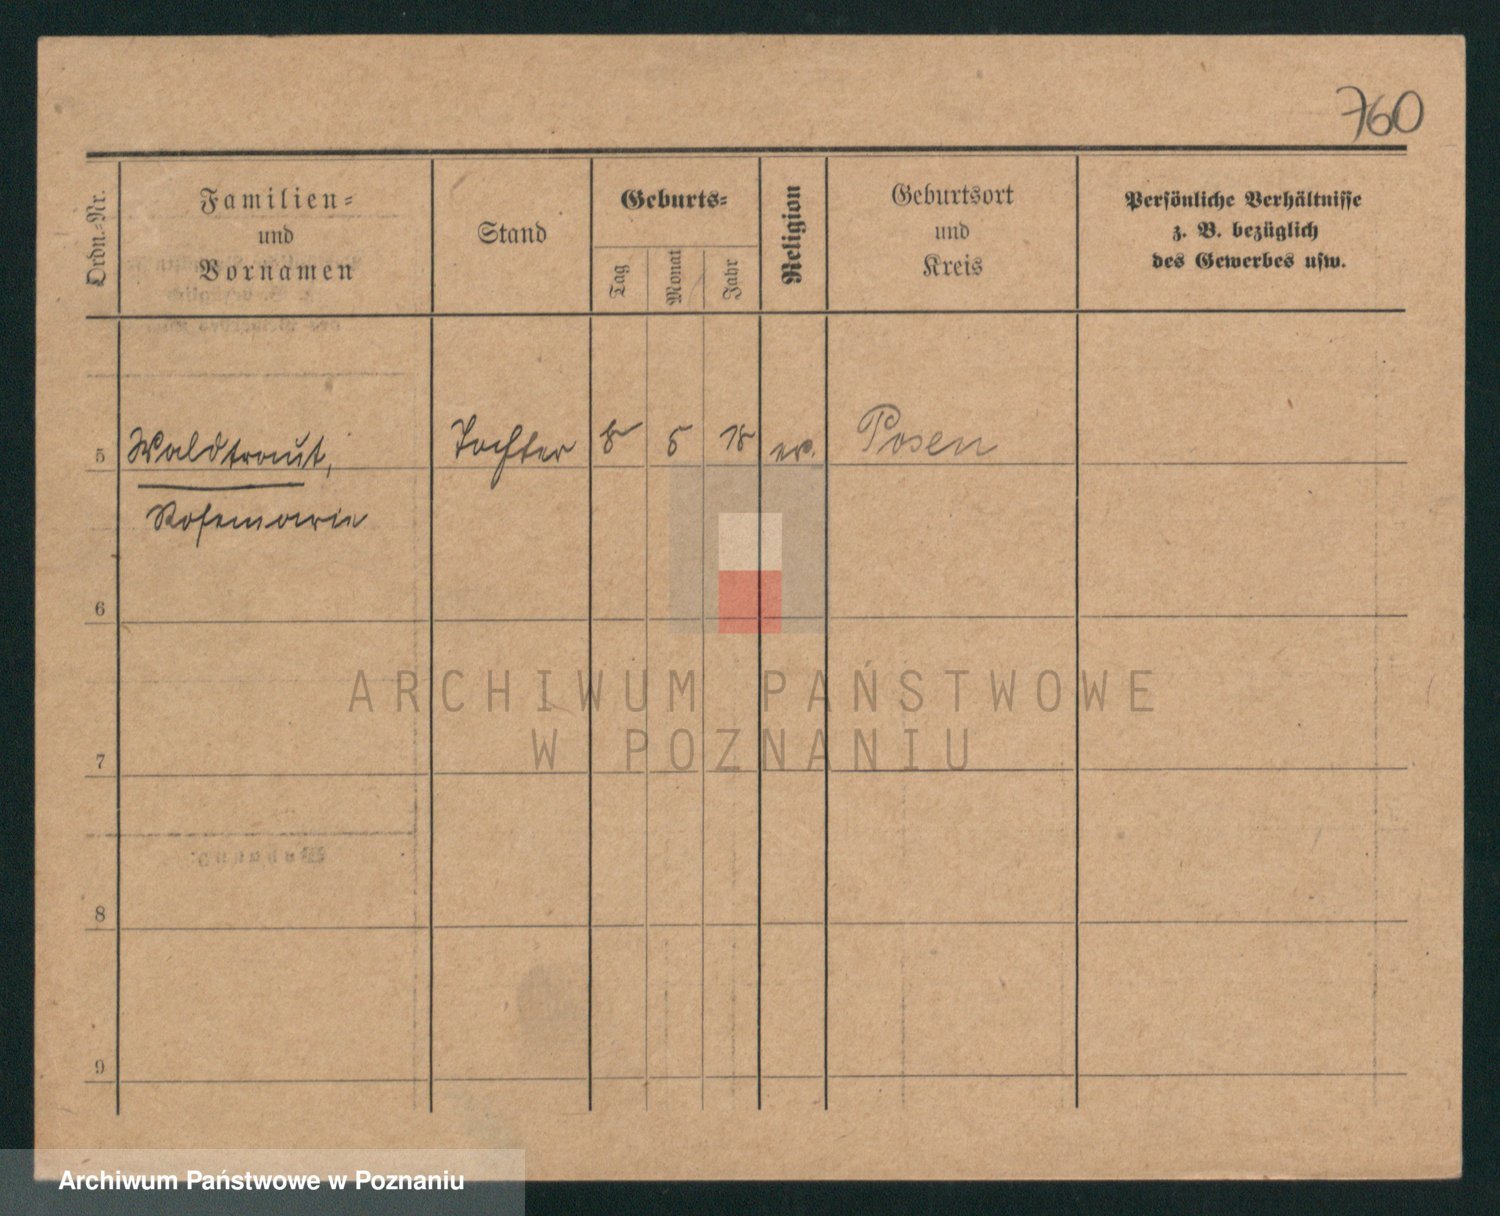 760
Ordn.-Nr.
Familien-
und
Vornamen
Stand
Geburts-
Tag
Monat
Jahr
Religion
Geburtsort
und
Kreis
Persönliche Verhältnisse
z. B. bezüglich
des Gewerbes usw.
5
Waldtraut,
Rosemarie
Tochter
8
5
18
ev.
Posen
6
7
8
9
Wohnung
ARCHIWUM PAŃSTWOWE
W POZNANIU
Archiwum Państwowe w Poznaniu